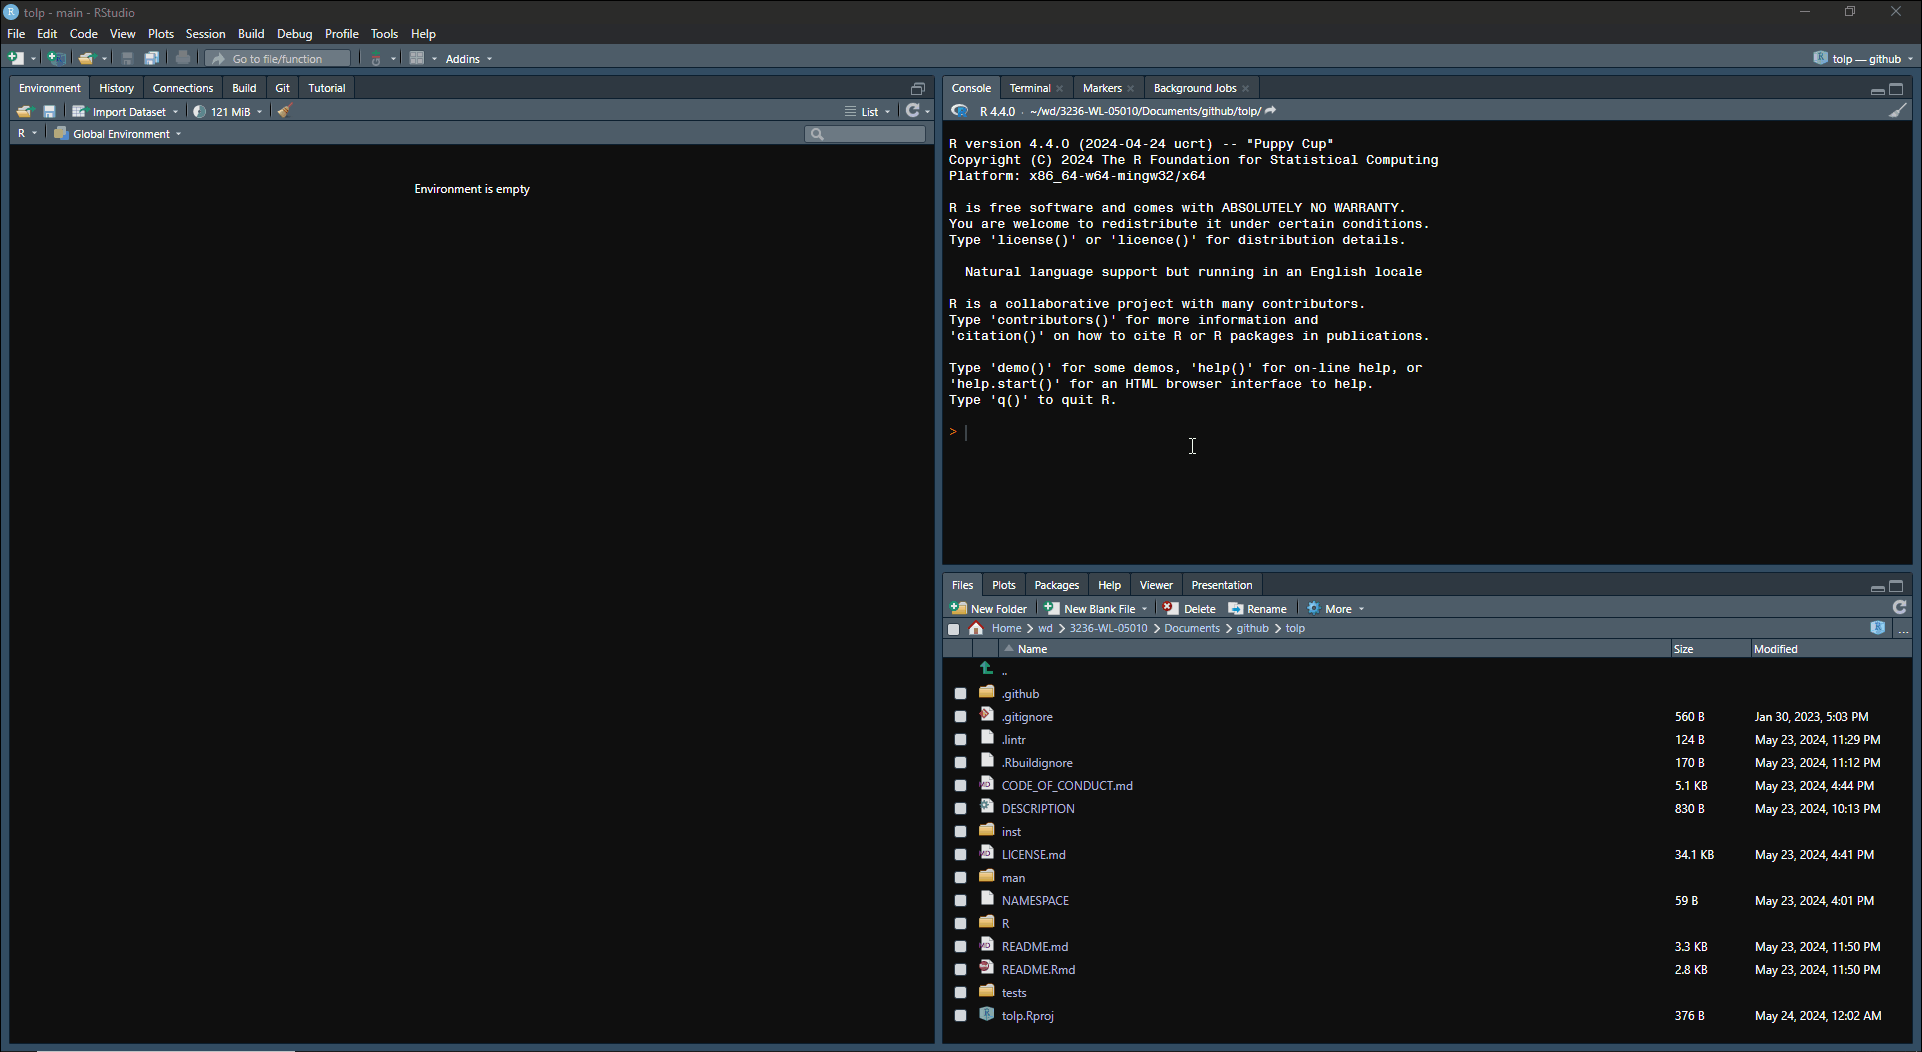 tolp - main - RStudio
File Edit Code View Plots Session Build Debug Profile Tools Help
Go to file/function Addins tolp — github
Environment History Connections Build Git Tutorial
Import Dataset 121 MiB List
R Global Environment
Environment is empty
Console Terminal Markers Background Jobs
R 4.4.0 · ~/wd/3236-WL-05010/Documents/github/tolp/
R version 4.4.0 (2024-04-24 ucrt) -- "Puppy Cup"
Copyright (C) 2024 The R Foundation for Statistical Computing
Platform: x86_64-w64-mingw32/x64
R is free software and comes with ABSOLUTELY NO WARRANTY.
You are welcome to redistribute it under certain conditions.
Type 'license()' or 'licence()' for distribution details.
Natural language support but running in an English locale
R is a collaborative project with many contributors.
Type 'contributors()' for more information and
'citation()' on how to cite R or R packages in publications.
Type 'demo()' for some demos, 'help()' for on-line help, or
'help.start()' for an HTML browser interface to help.
Type 'q()' to quit R.
>
Files Plots Packages Help Viewer Presentation
New Folder New Blank File Delete Rename More
Home > wd > 3236-WL-05010 > Documents > github > tolp ...
Name Size Modified
..
.github
.gitignore 560 B Jan 30, 2023, 5:03 PM
.lintr 124 B May 23, 2024, 11:29 PM
.Rbuildignore 170 B May 23, 2024, 11:12 PM
CODE_OF_CONDUCT.md 5.1 KB May 23, 2024, 4:44 PM
DESCRIPTION 830 B May 23, 2024, 10:13 PM
inst
LICENSE.md 34.1 KB May 23, 2024, 4:41 PM
man
NAMESPACE 59 B May 23, 2024, 4:01 PM
R
README.md 3.3 KB May 23, 2024, 11:50 PM
README.Rmd 2.8 KB May 23, 2024, 11:50 PM
tests
tolp.Rproj 376 B May 24, 2024, 12:02 AM